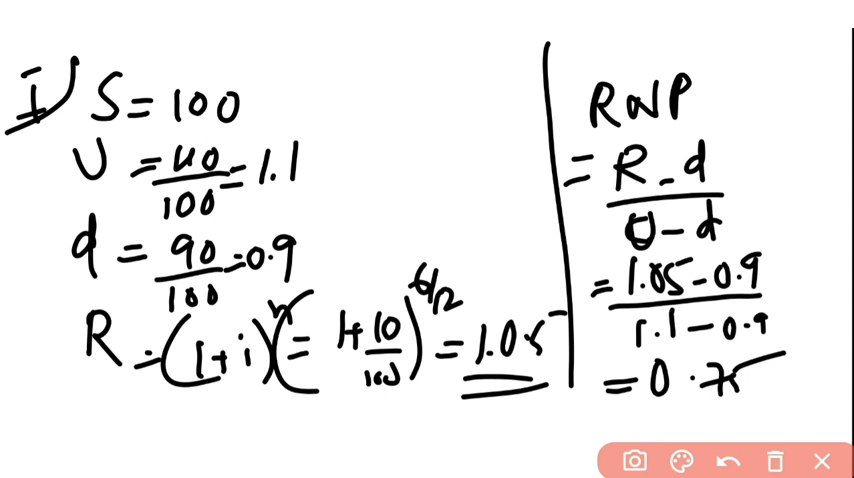 I) S = 100
U = 110/100 = 1.1
d = 90/100 = 0.9
R = (1+i)^n (= 1+10/100)^6/12 = 1.05
RNP
= R-d/U-d
= 1.05-0.9/1.1-0.9
= 0.75